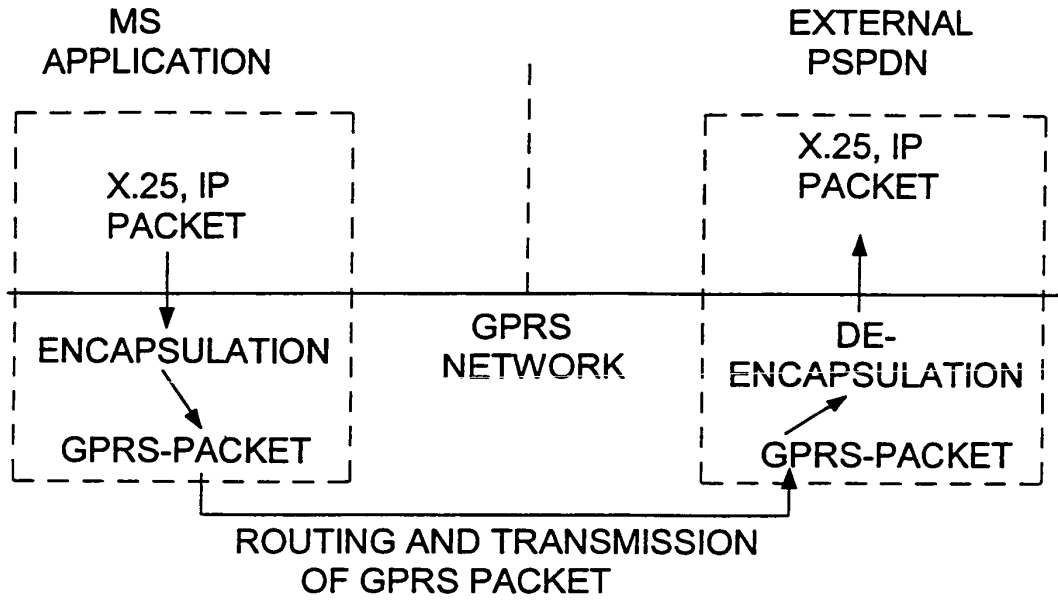 MS
APPLICATION
EXTERNAL
PSPDN
X.25, IP
PACKET
X.25, IP
PACKET
ENCAPSULATION
GPRS
NETWORK
DE-
ENCAPSULATION
GPRS-PACKET
GPRS-PACKET
ROUTING AND TRANSMISSION
OF GPRS PACKET